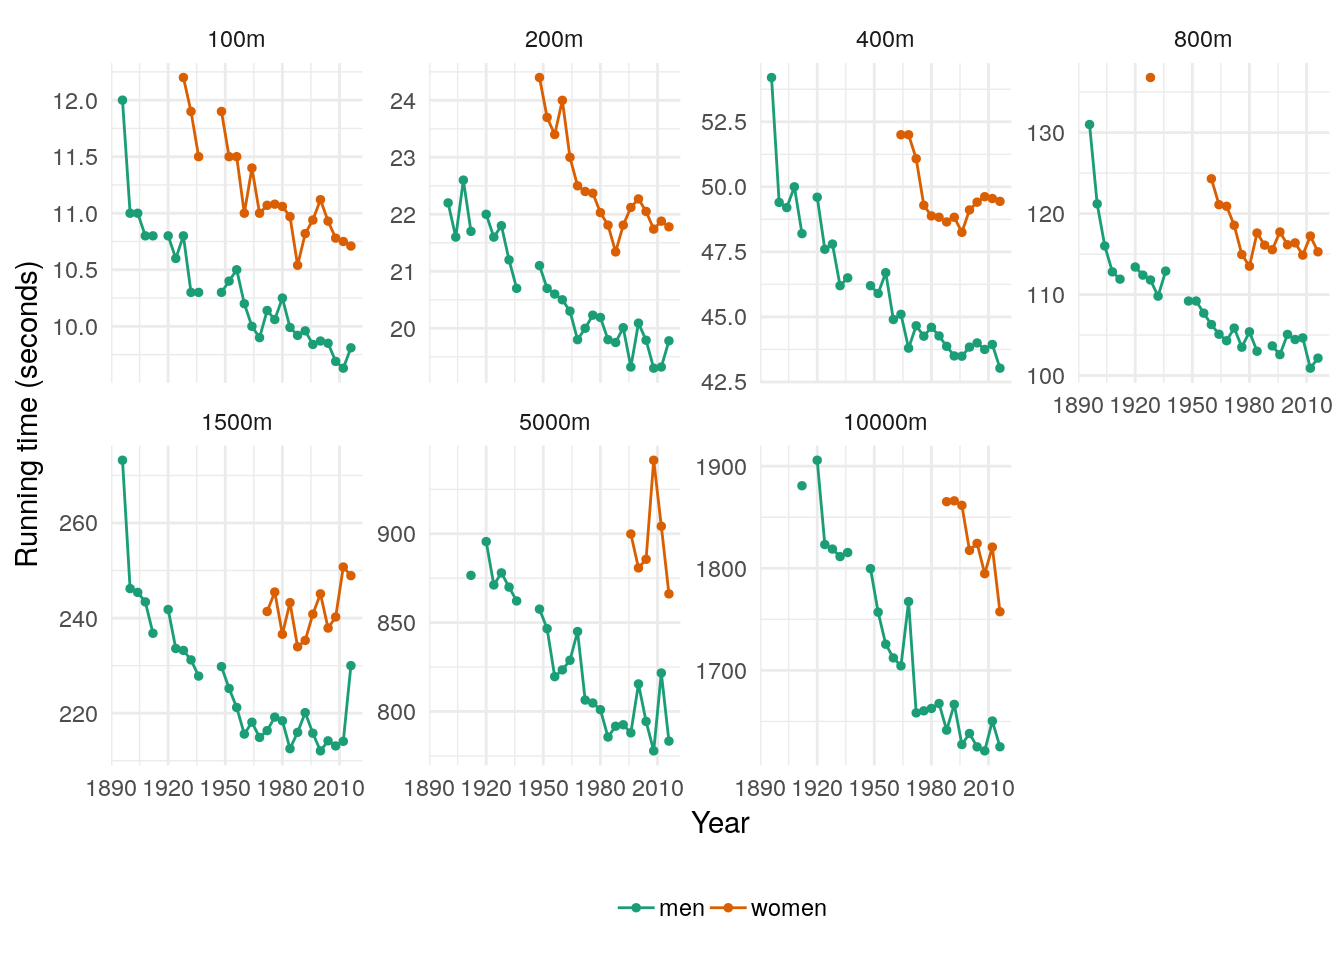 100m 200m 400m 800m
12.0 11.5 11.0 10.5 10.0
24 23 22 21 20
52.5 50.0 47.5 45.0 42.5
130 120 110 100
1890 1920 1950 1980 2010
Running time (seconds)
1500m 5000m 10000m
260 240 220
900 850 800
1900 1800 1700
1890 1920 1950 1980 2010 1890 1920 1950 1980 2010 1890 1920 1950 1980 2010
Year
men women